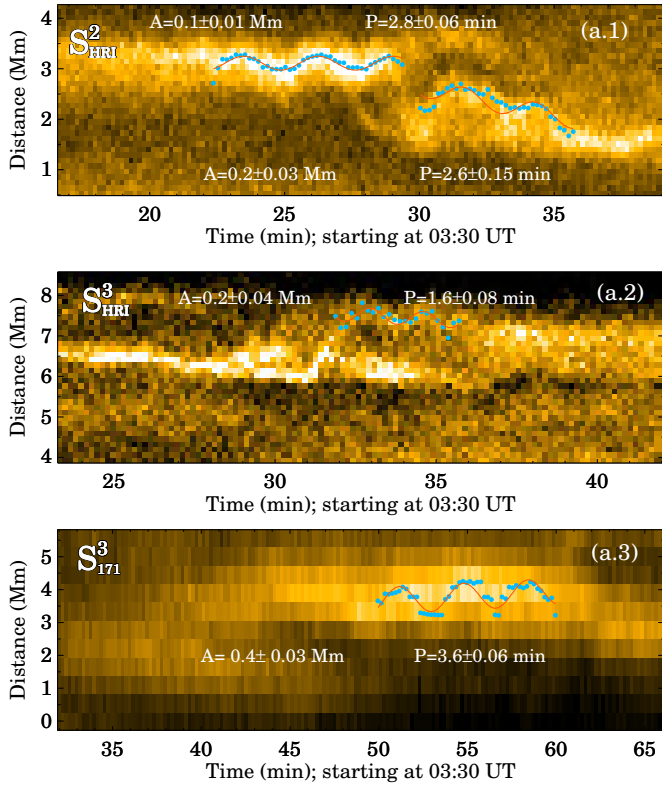 S²HRI
A=0.1±0.01 Mm P=2.8±0.06 min (a.1)
A=0.2±0.03 Mm P=2.6±0.15 min
Distance (Mm)
4
3
2
1
20 25 30 35
Time (min); starting at 03:30 UT
S³HRI
A=0.2±0.04 Mm P=1.6±0.08 min (a.2)
Distance (Mm)
8
7
6
5
4
25 30 35 40
Time (min); starting at 03:30 UT
S³171
(a.3)
A= 0.4± 0.03 Mm P=3.6±0.06 min
Distance (Mm)
5
4
3
2
1
0
35 40 45 50 55 60 65
Time (min); starting at 03:30 UT